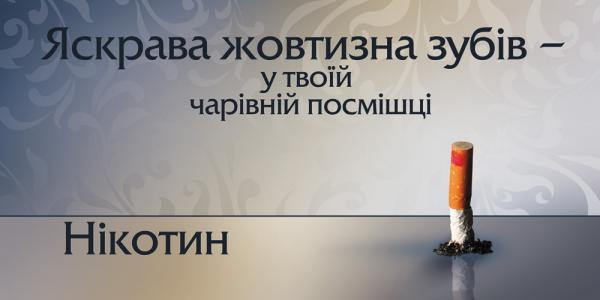 Яскрава жовтизна зубів –
у твоїй
чарівній посмішці
Нікотин